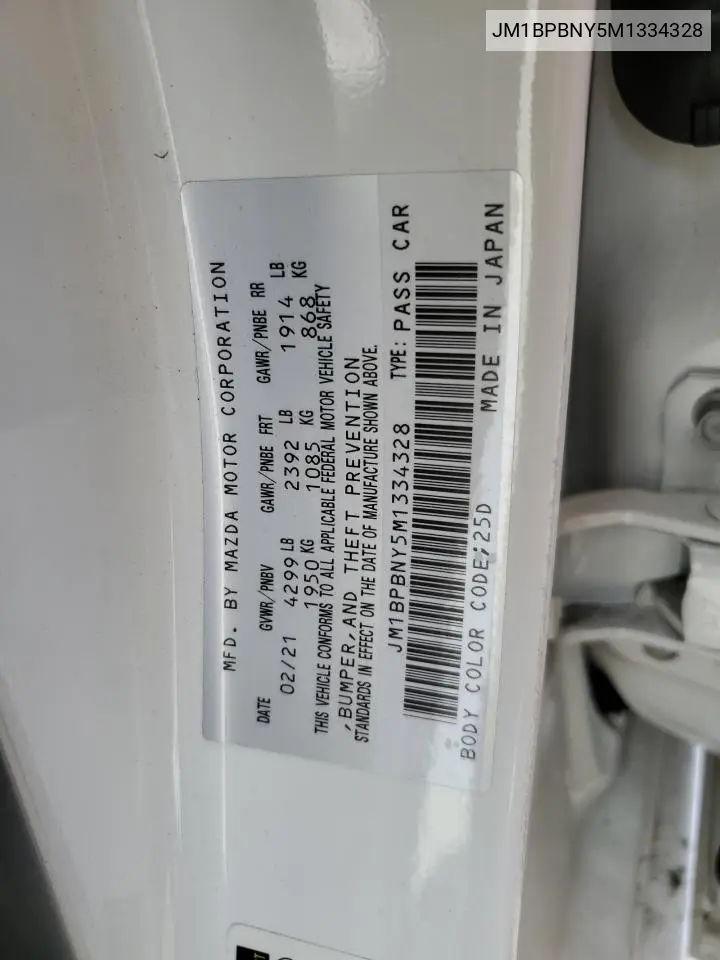 JM1BPBNY5M1334328
MFD. BY MAZDA MOTOR CORPORATION
DATE GVWR/PNBV GAWR/PNBE FRT GAWR/PNBE RR
02/21 4299 LB 2392 LB 1914 LB
1950 KG 1085 KG 868 KG
THIS VEHICLE CONFORMS TO ALL APPLICABLE FEDERAL MOTOR VEHICLE SAFETY
,BUMPER,AND THEFT PREVENTION
STANDARDS IN EFFECT ON THE DATE OF MANUFACTURE SHOWN ABOVE.
JM1BPBNY5M1334328 TYPE: PASS CAR
BODY COLOR CODE;25D MADE IN JAPAN